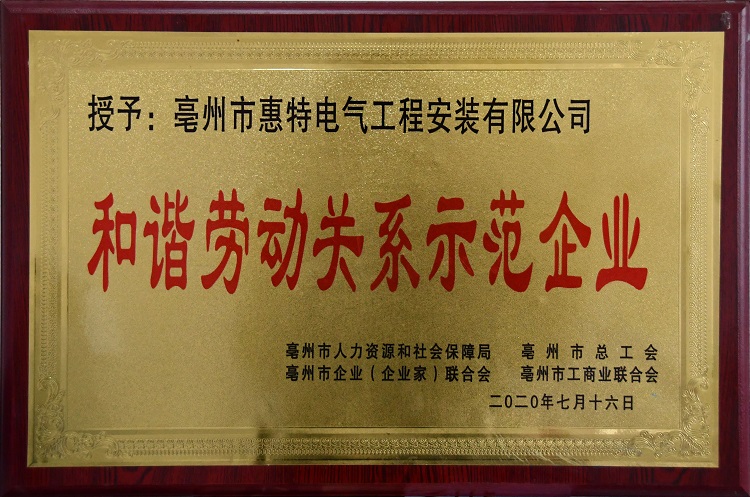 授予：亳州市惠特电气工程安装有限公司
和谐劳动关系示范企业
亳州市人力资源和社会保障局 亳州市总工会
亳州市企业（企业家）联合会 亳州市工商业联合会
二0二0年七月十六日